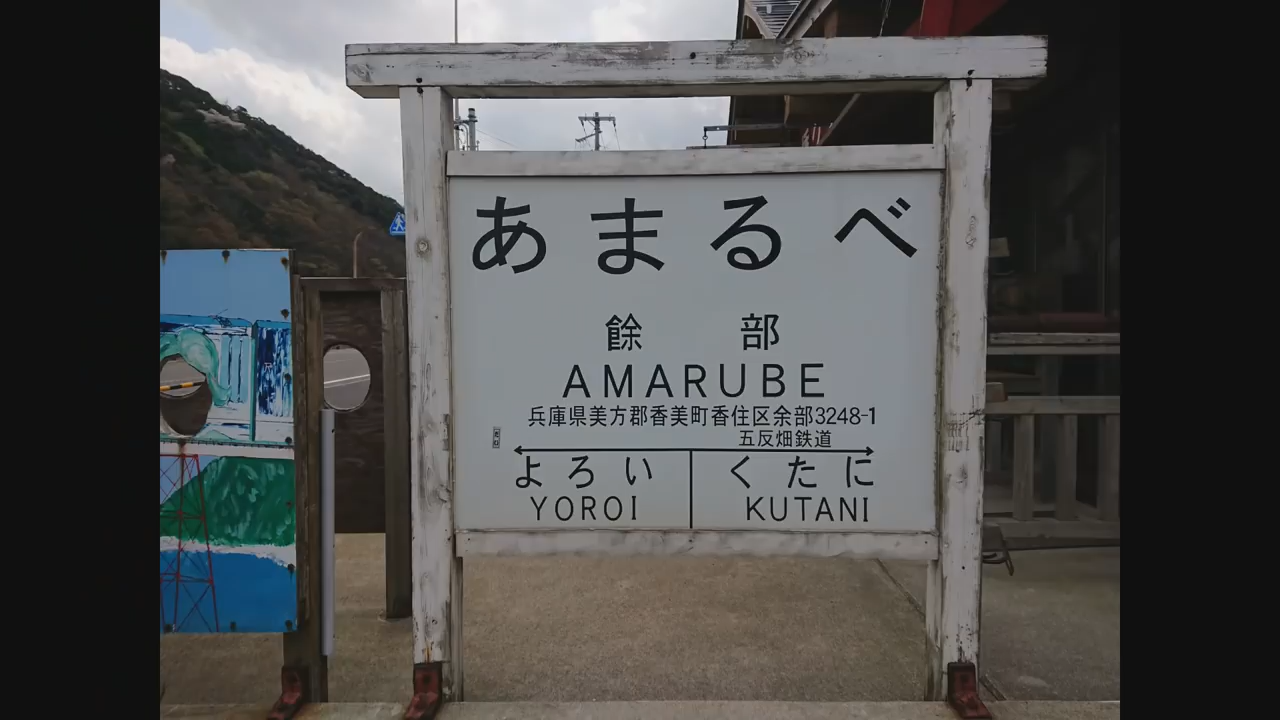 あまるべ
餘部
AMARUBE
兵庫県美方郡香美町香住区余部3248-1
五反畑鉄道
よろい くたに
YOROI KUTANI